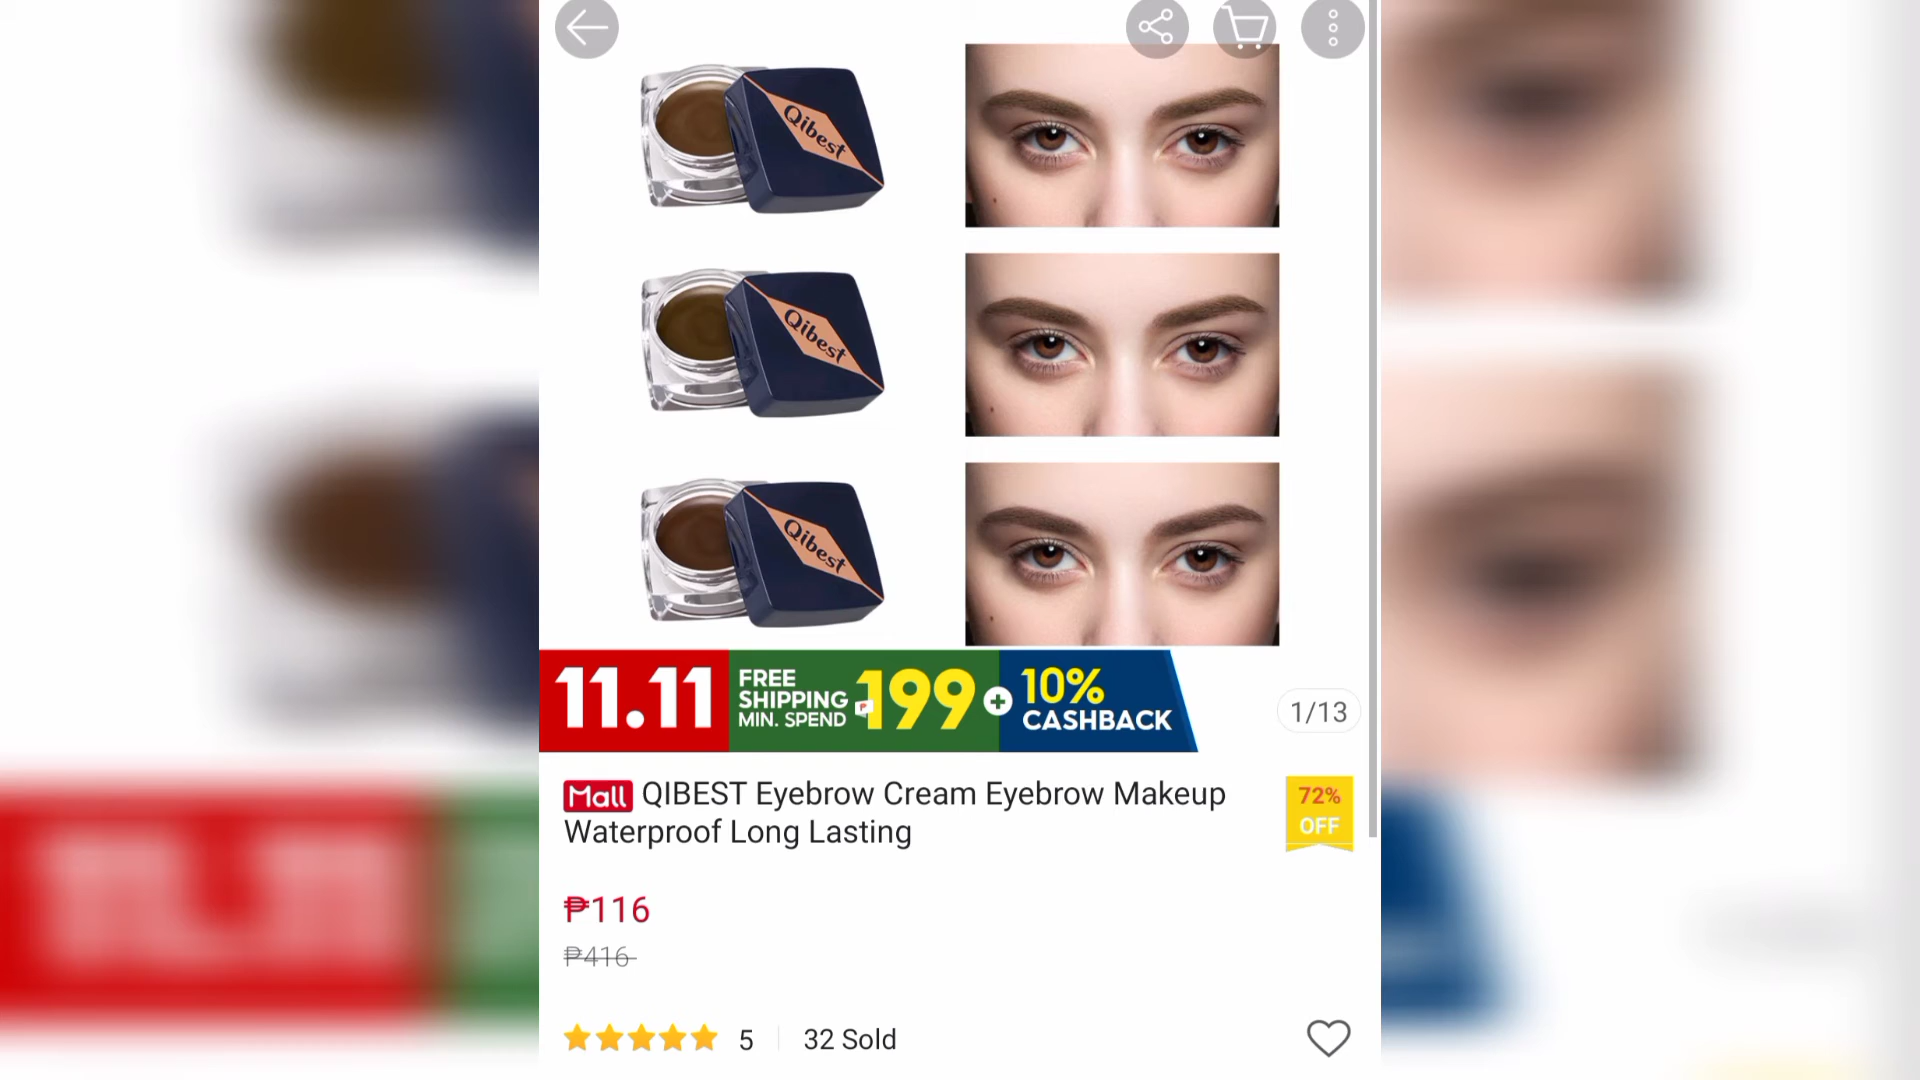 Qibest
Qibest
Qibest
11.11
FREE
SHIPPING
MIN. SPEND
₱199
+
10%
CASHBACK
1/13
Mall QIBEST Eyebrow Cream Eyebrow Makeup
Waterproof Long Lasting
72%
OFF
₱116
₱416
5
32 Sold